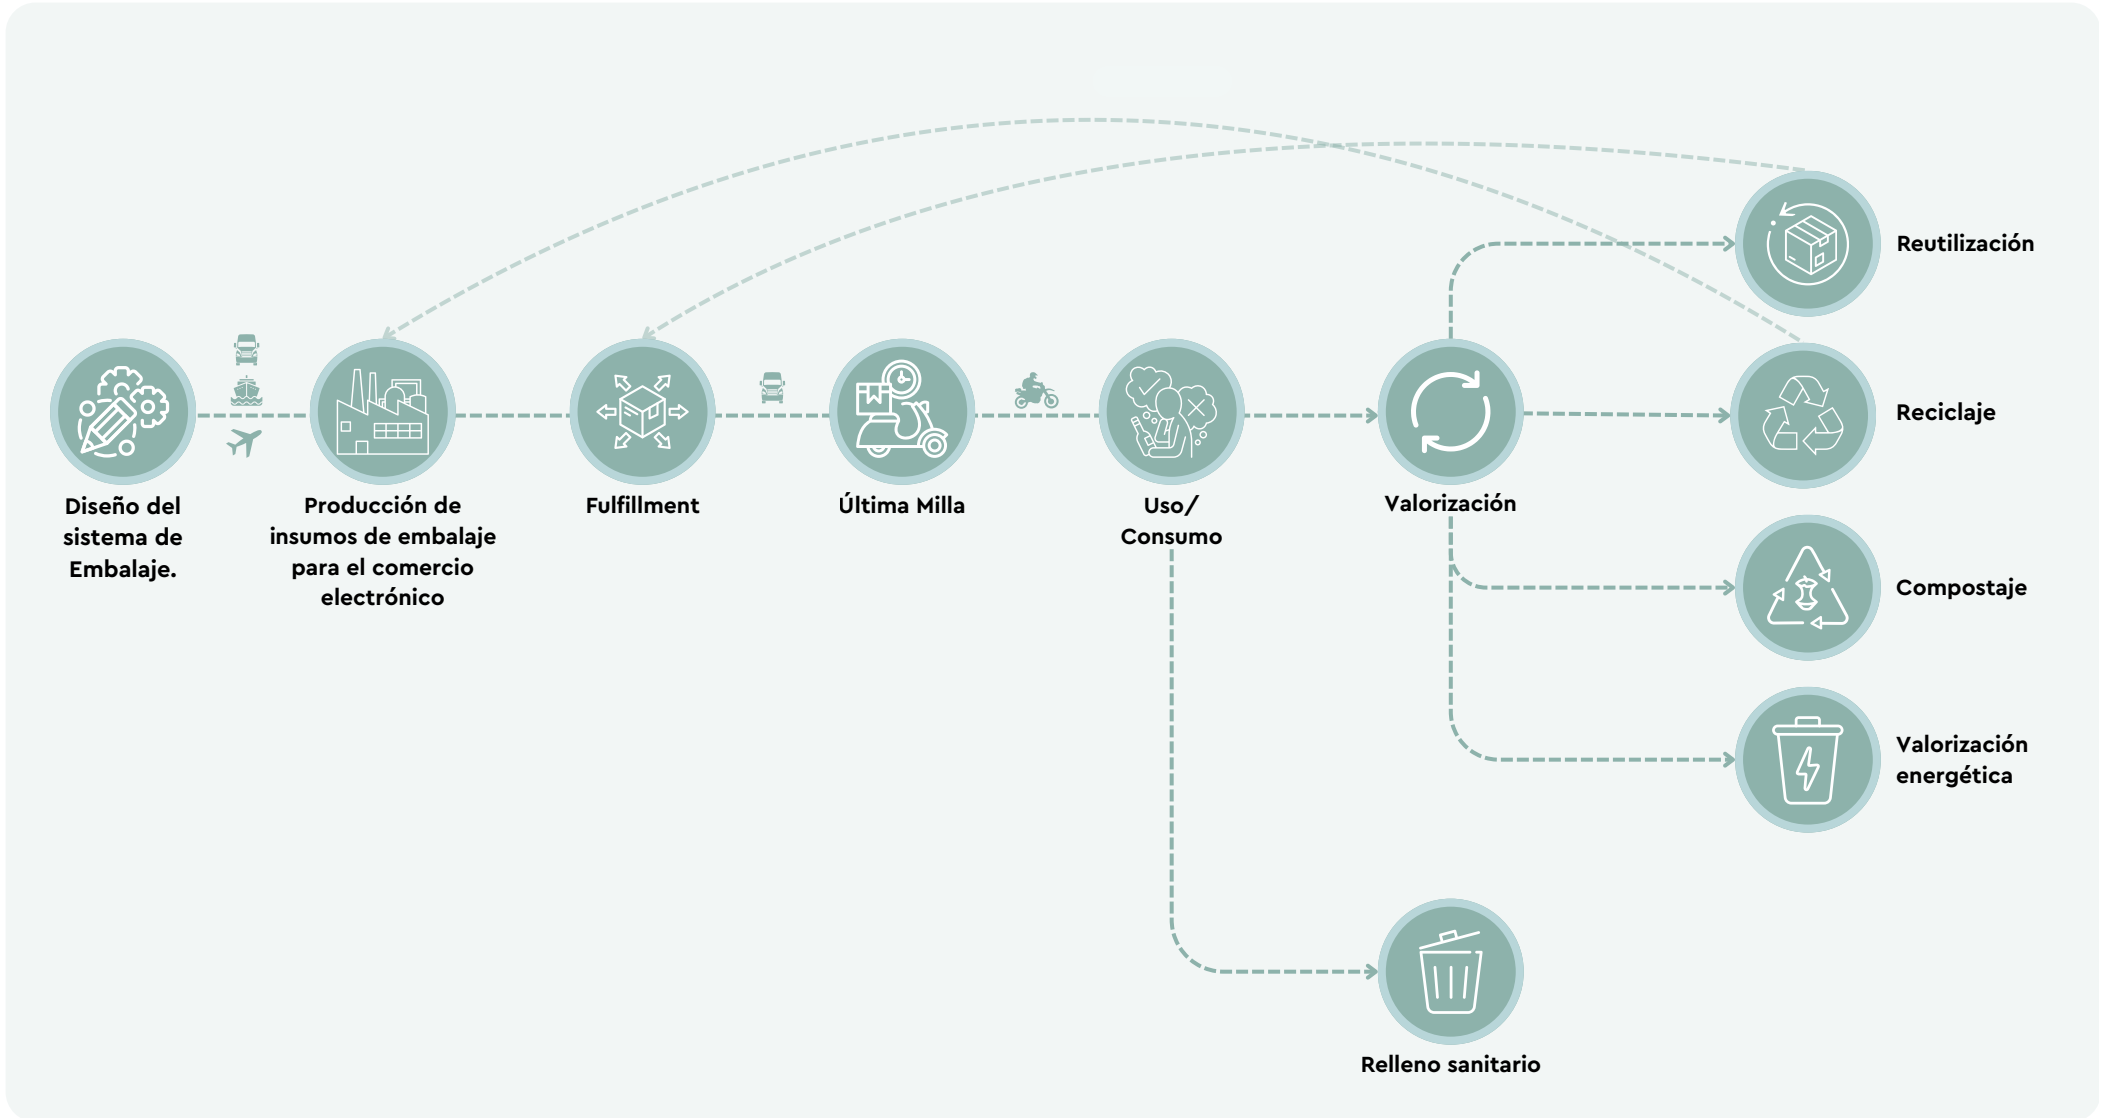 Diseño del
sistema de
Embalaje.
Producción de
insumos de embalaje
para el comercio
electrónico
Fulfillment
Última Milla
Uso/
Consumo
Valorización
Reutilización
Reciclaje
Compostaje
Valorización
energética
Relleno sanitario